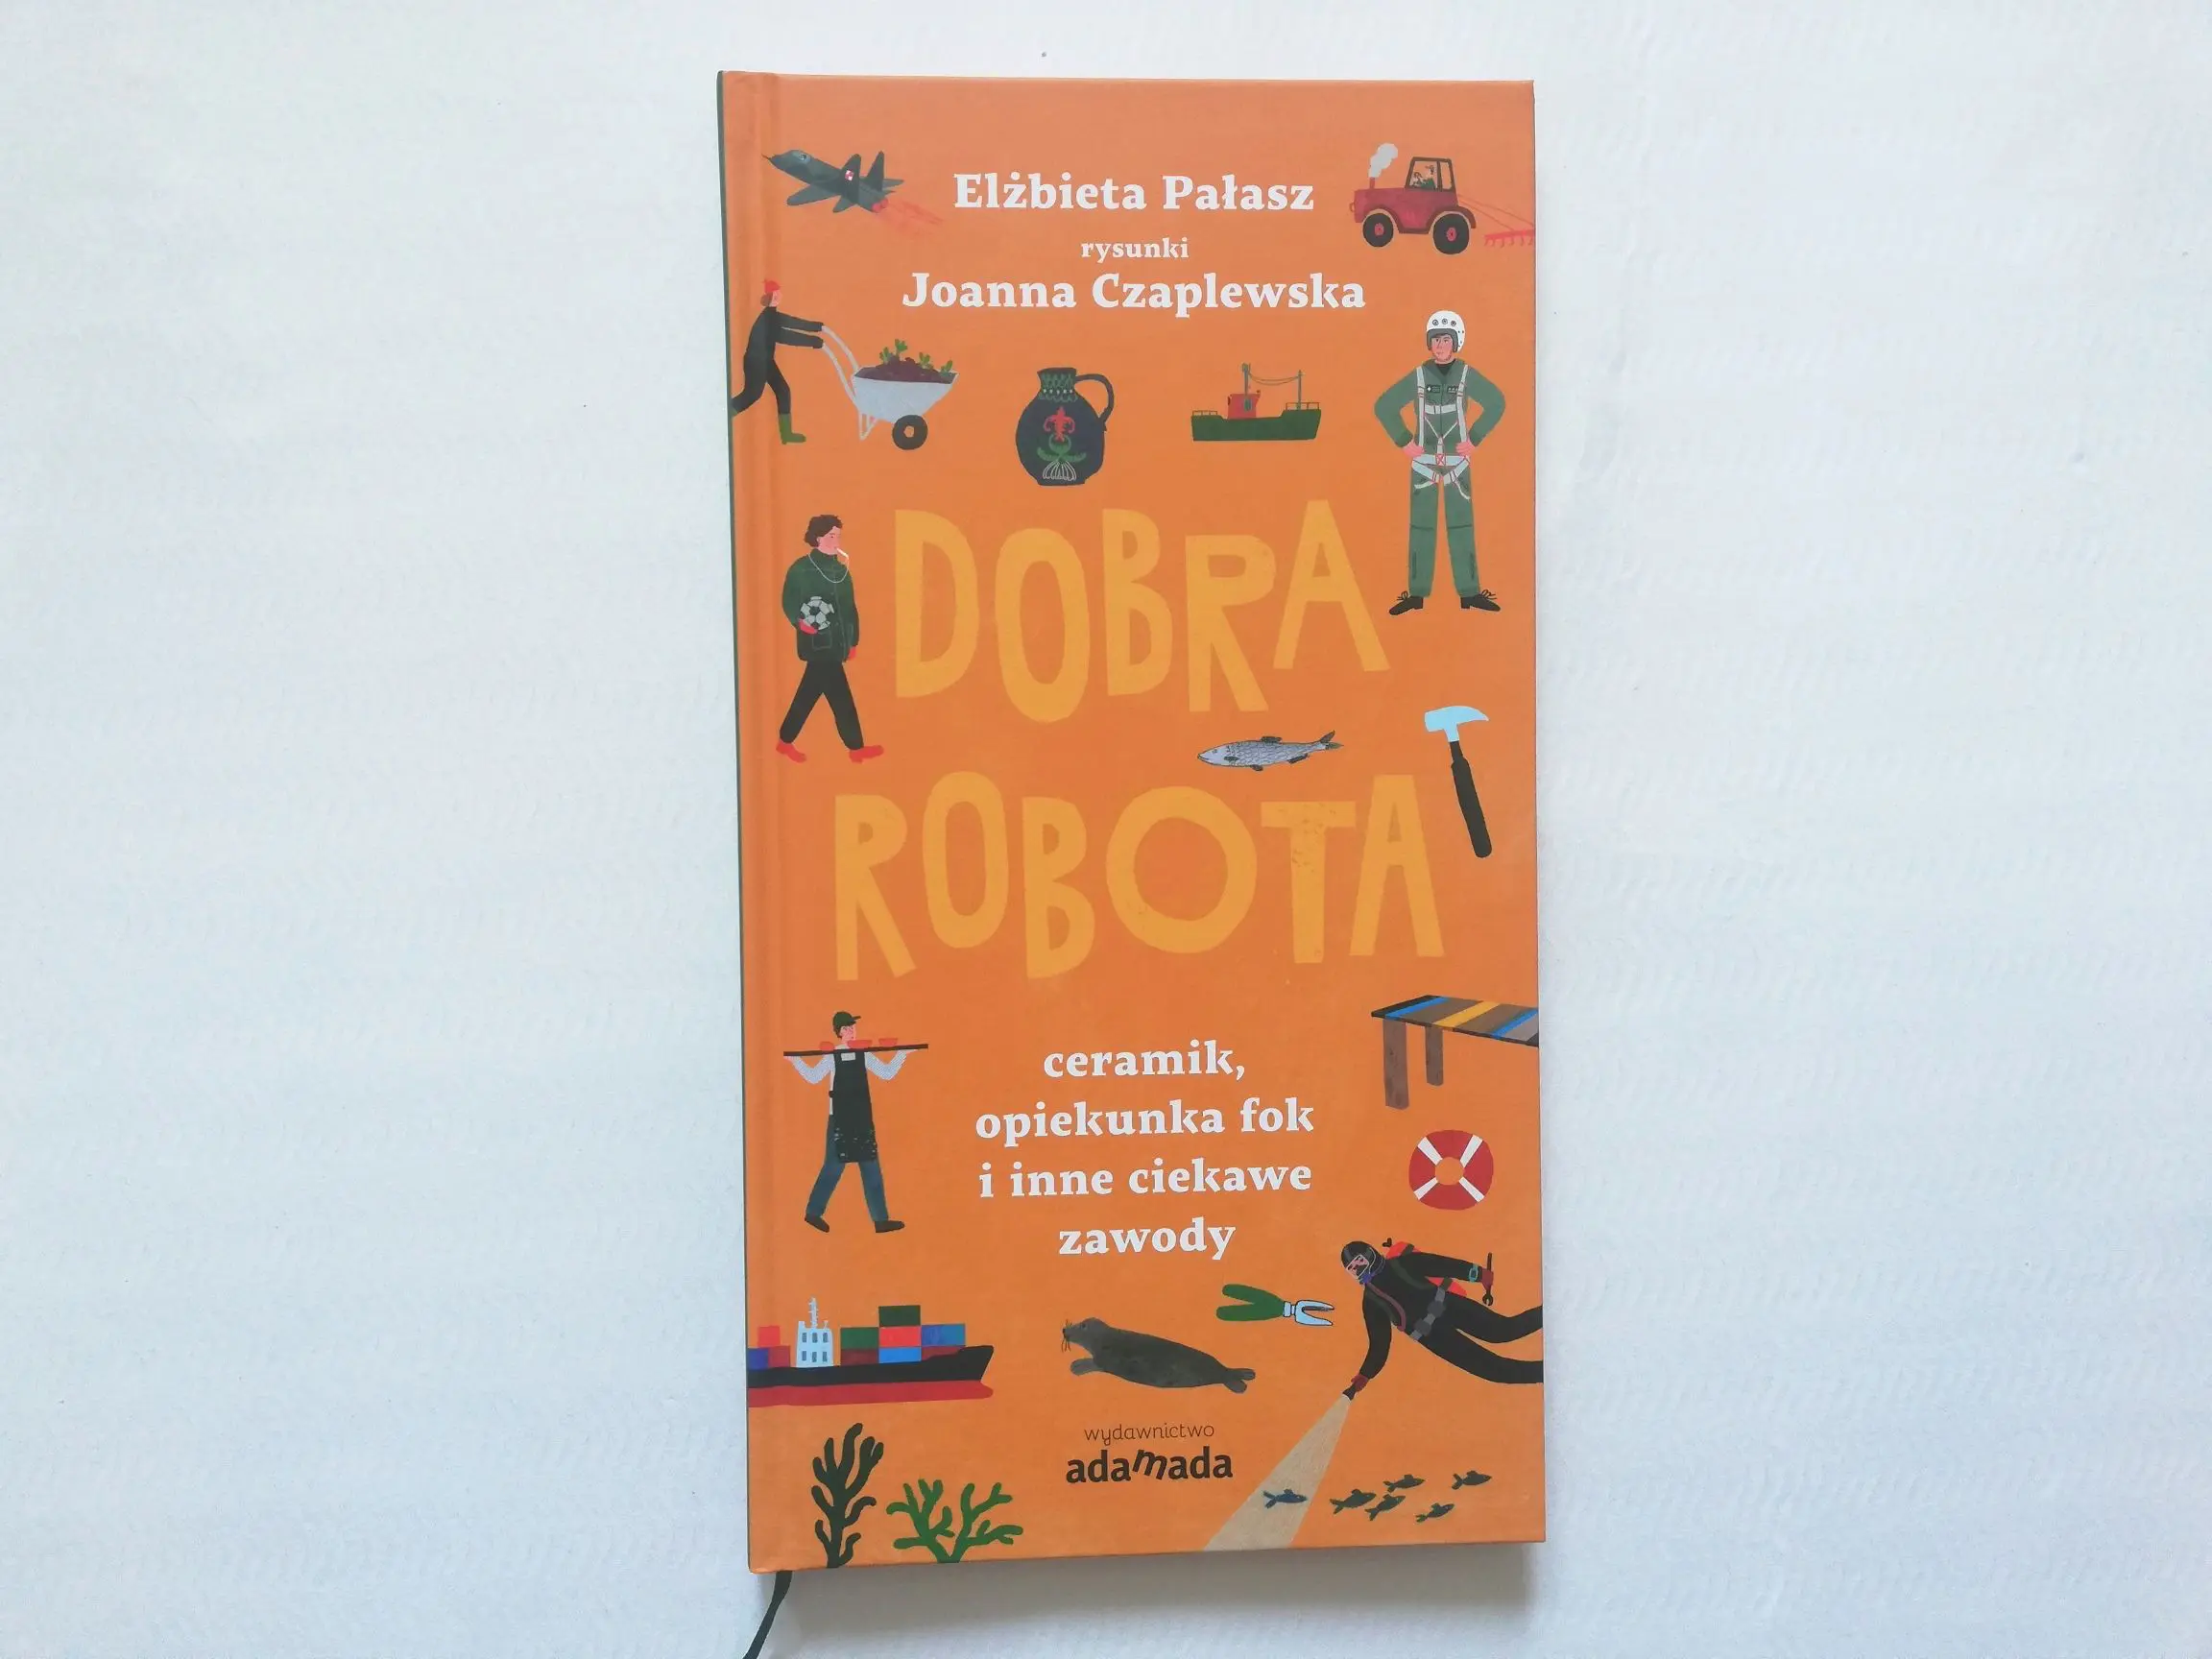 Elżbieta Pałasz
rysunki
Joanna Czaplewska
DOBRA
ROBOTA
ceramik,
opiekunka fok
i inne ciekawe
zawody
wydawnictwo
adamada